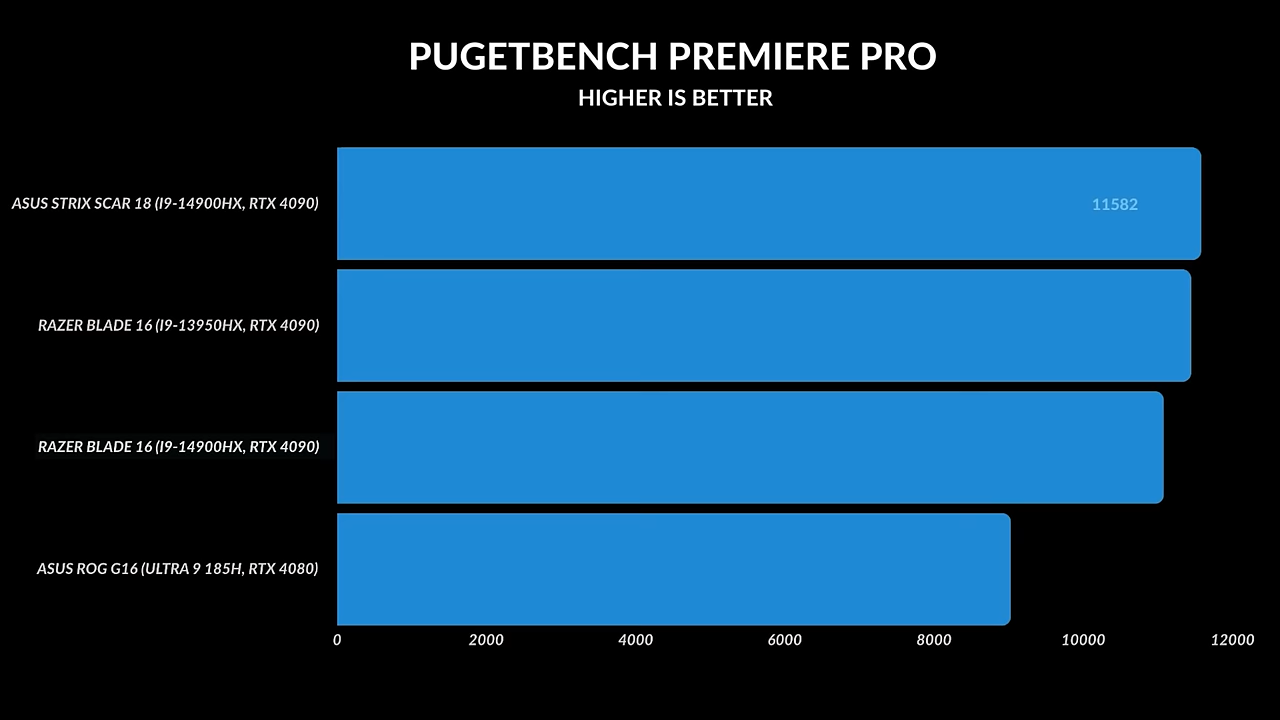 PUGETBENCH PREMIERE PRO
HIGHER IS BETTER
ASUS STRIX SCAR 18 (I9-14900HX, RTX 4090)
11582
RAZER BLADE 16 (I9-13950HX, RTX 4090)
RAZER BLADE 16 (I9-14900HX, RTX 4090)
ASUS ROG G16 (ULTRA 9 185H, RTX 4080)
0 2000 4000 6000 8000 10000 12000